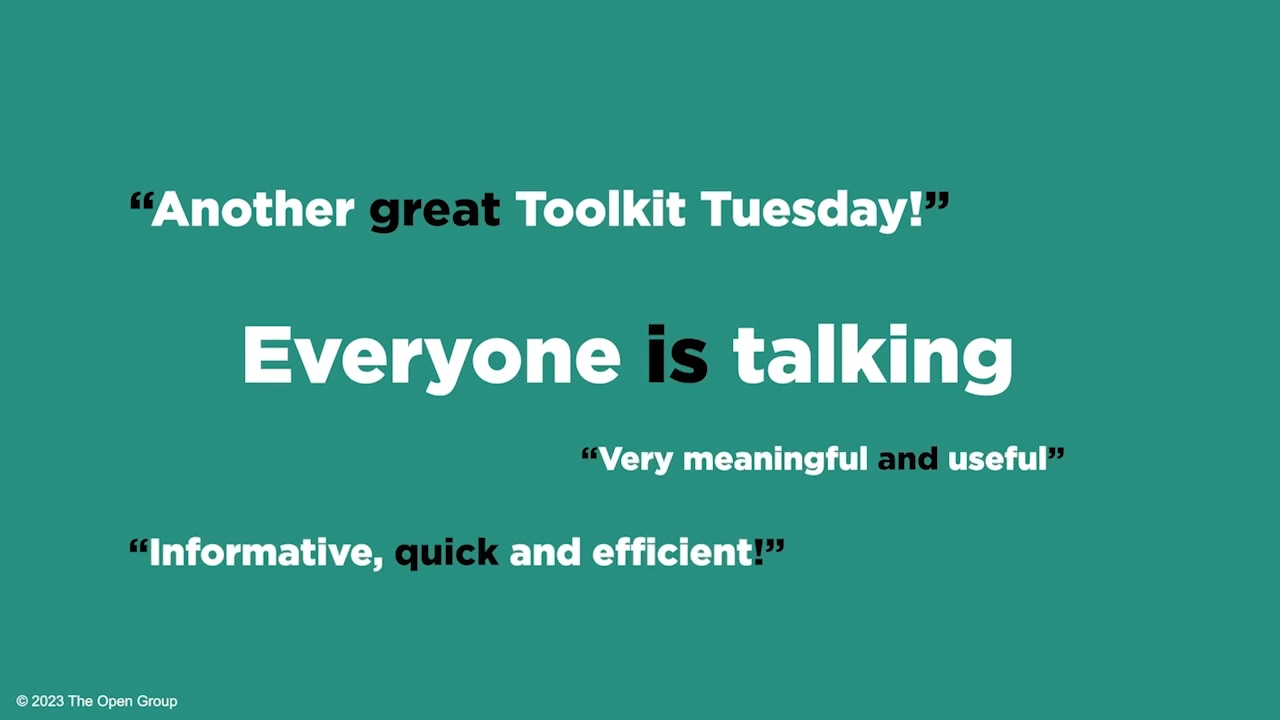 “Another great Toolkit Tuesday!”
Everyone is talking
“Very meaningful and useful”
“Informative, quick and efficient!”
© 2023 The Open Group